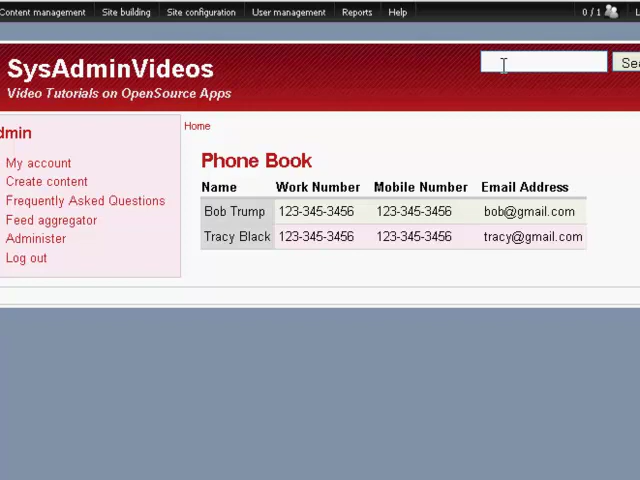 Content management Site building Site configuration User management Reports Help 0 / 1
SysAdminVideos
Video Tutorials on OpenSource Apps
Home
Phone Book
My account
Create content
Frequently Asked Questions
Feed aggregator
Administer
Log out
Name Work Number Mobile Number Email Address
Bob Trump 123-345-3456 123-345-3456 bob@gmail.com
Tracy Black 123-345-3456 123-345-3456 tracy@gmail.com